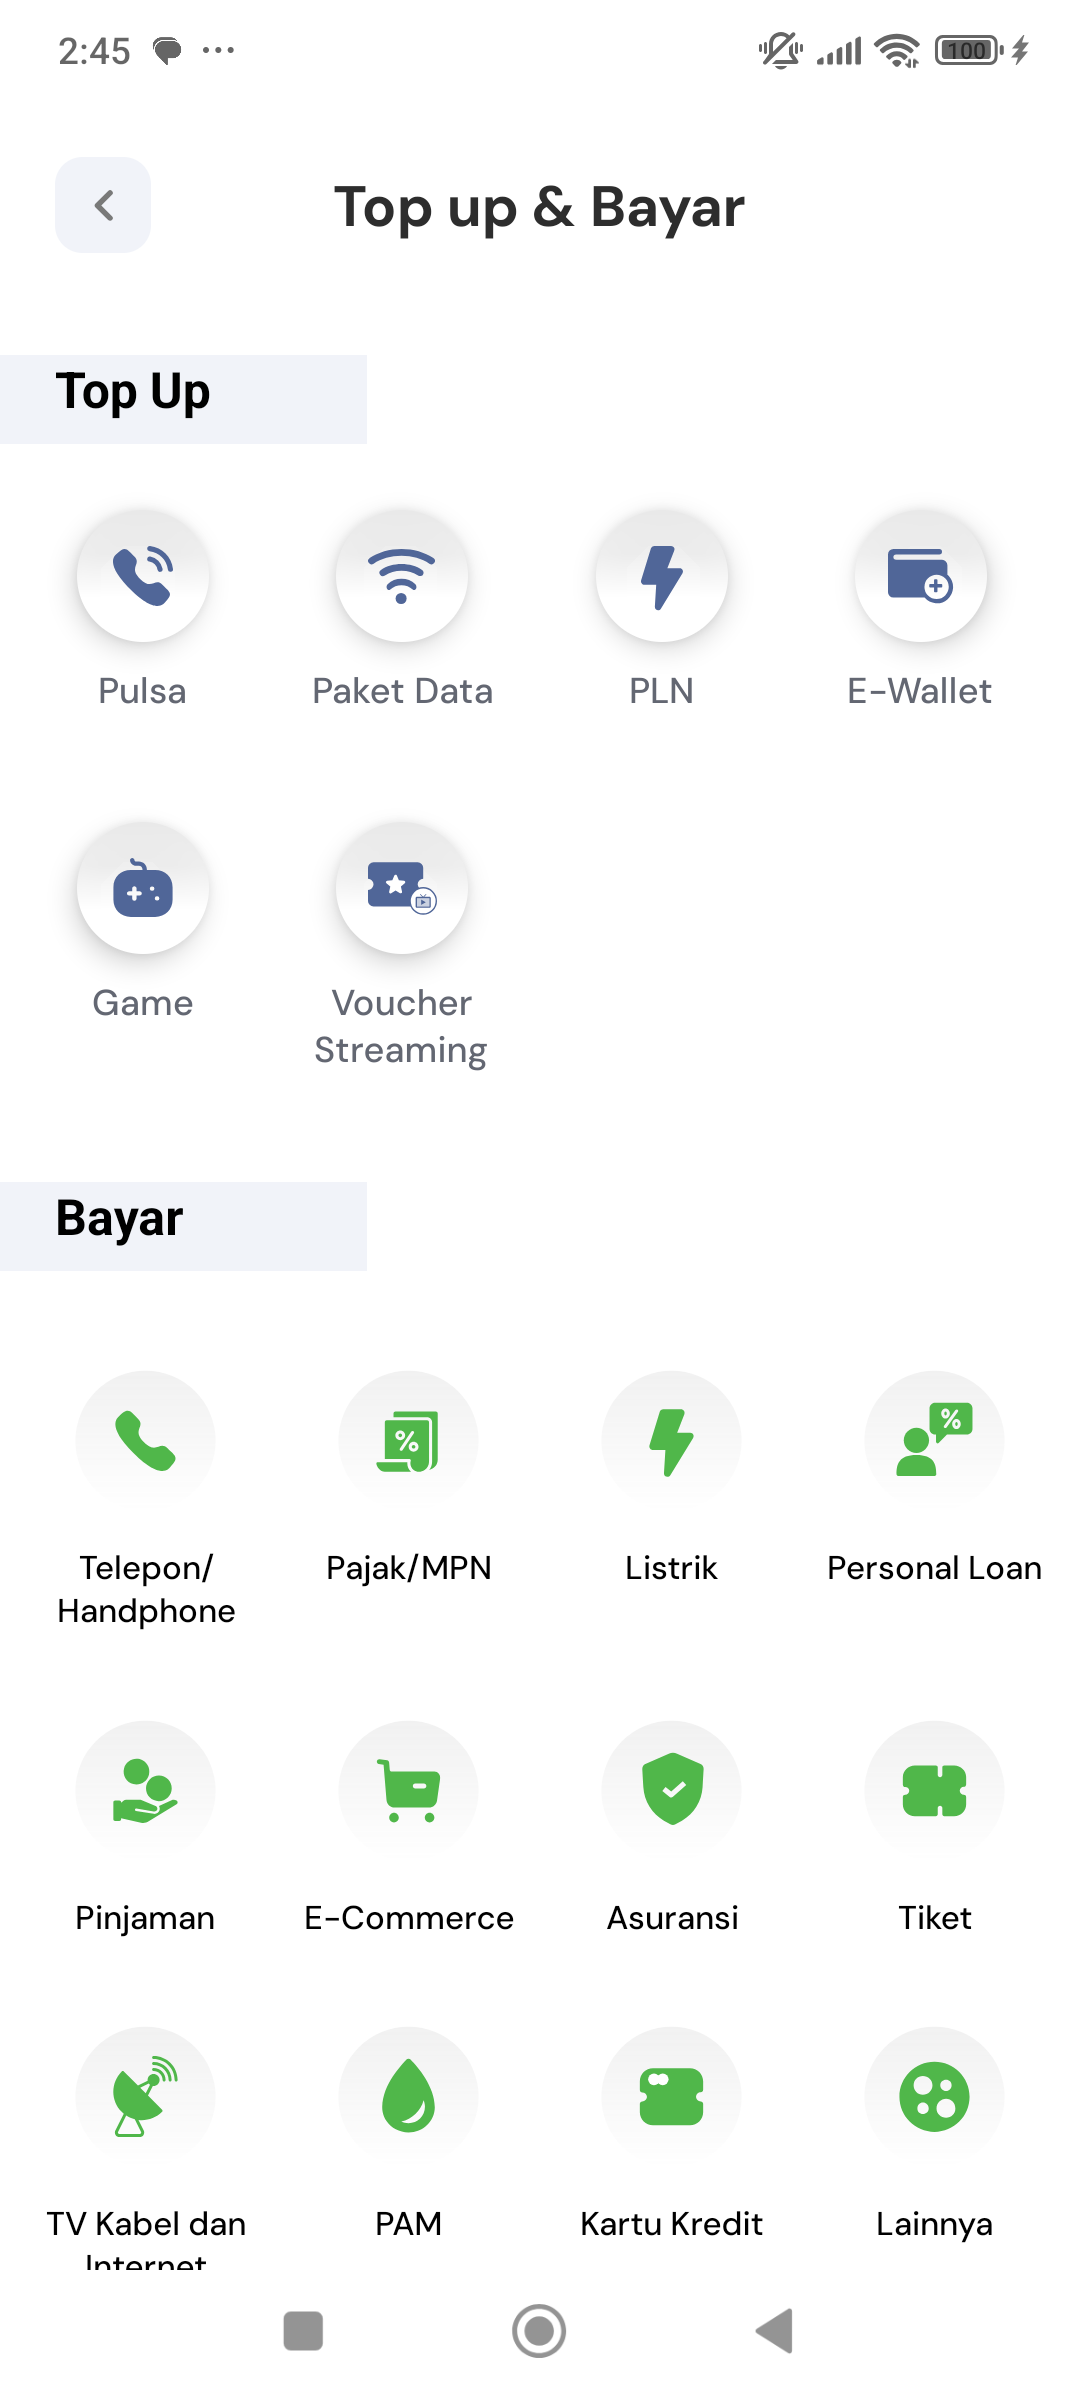 2:45
100
Top up & Bayar
Top Up
Pulsa
Paket Data
PLN
E-Wallet
Game
Voucher
Streaming
Bayar
%
%
Telepon/
Handphone
Pajak/MPN
Listrik
Personal Loan
Pinjaman
E-Commerce
Asuransi
Tiket
TV Kabel dan
Internet
PAM
Kartu Kredit
Lainnya